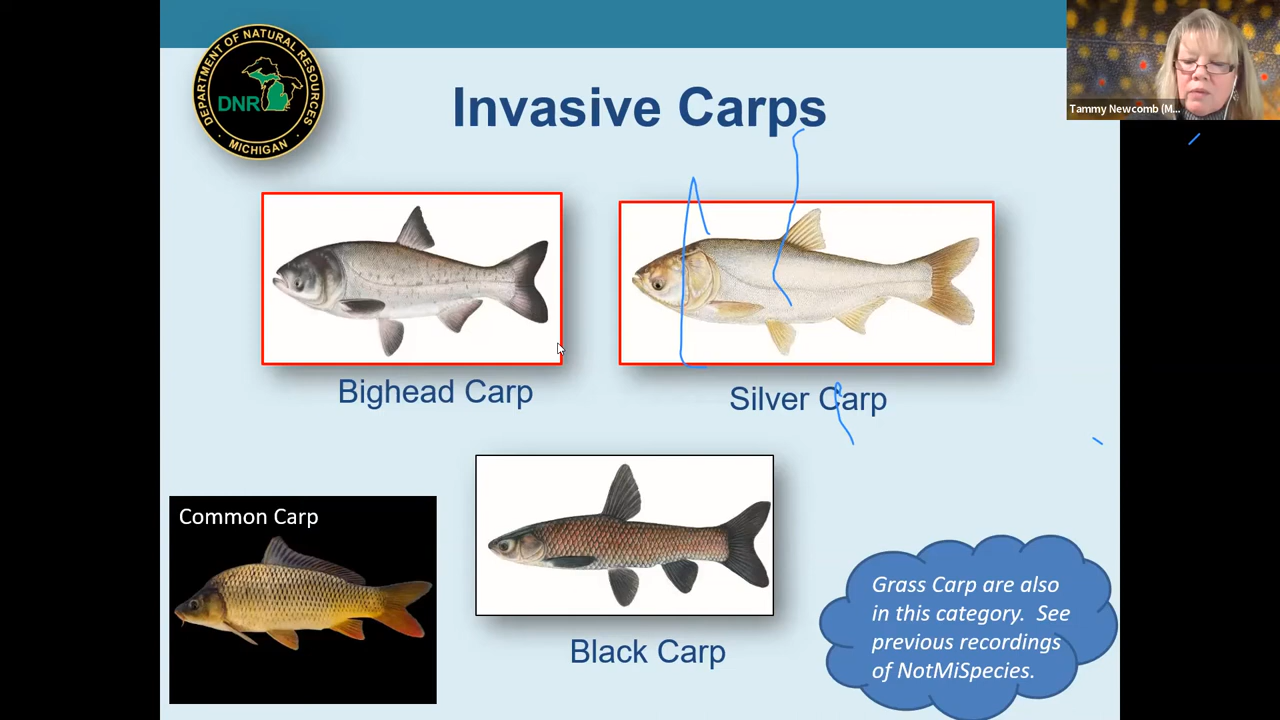 DEPARTMENT OF NATURAL RESOURCES
DNR
MICHIGAN
Invasive Carps
Tammy Newcomb (M...
Bighead Carp
Silver Carp
Common Carp
Black Carp
Grass Carp are also
in this category. See
previous recordings
of NotMiSpecies.